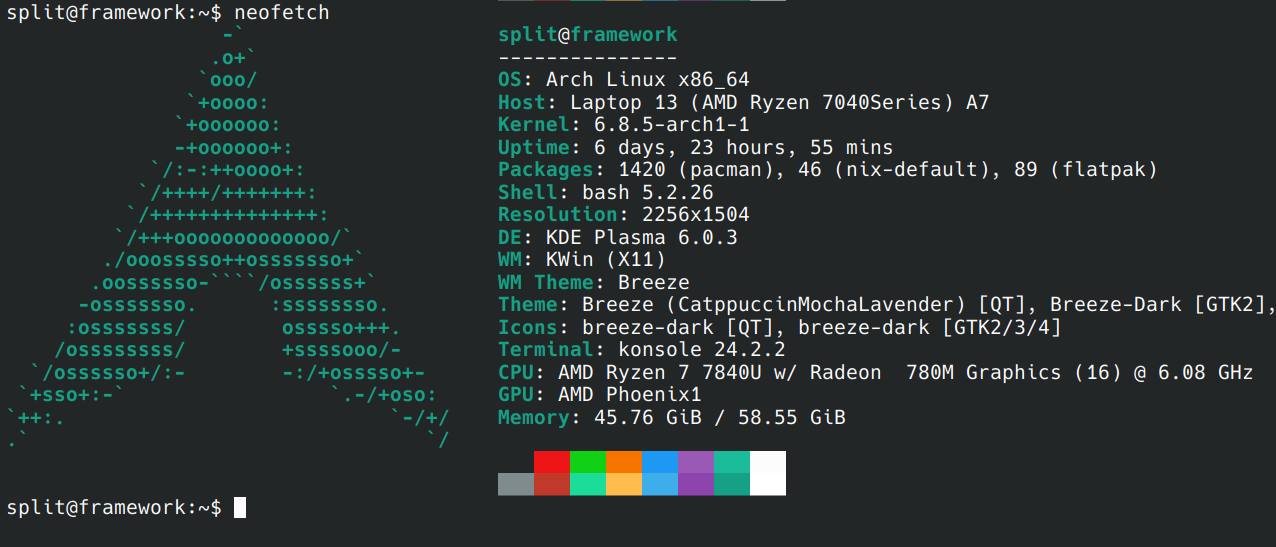 split@framework:~$ neofetch
                  -`
                 .o+`                    split@framework
                `ooo/                    ---------------
               `+oooo:                   OS: Arch Linux x86_64
              `+oooooo:                  Host: Laptop 13 (AMD Ryzen 7040Series) A7
              -+oooooo+:                 Kernel: 6.8.5-arch1-1
            `/:-:++oooo+:                Uptime: 6 days, 23 hours, 55 mins
           `/++++/+++++++:               Packages: 1420 (pacman), 46 (nix-default), 89 (flatpak)
          `/++++++++++++++:              Shell: bash 5.2.26
         `/+++ooooooooooooo/`            Resolution: 2256x1504
        ./ooosssso++osssssso+`           DE: KDE Plasma 6.0.3
       .oossssso-````/ossssss+`          WM: KWin (X11)
      -osssssso.      :ssssssso.         WM Theme: Breeze
     :osssssss/        osssso+++.        Theme: Breeze (CatppuccinMochaLavender) [QT], Breeze-Dark [GTK2],
    /ossssssss/        +ssssooo/-        Icons: breeze-dark [QT], breeze-dark [GTK2/3/4]
  `/ossssso+/:-        -:/+osssso+-      Terminal: konsole 24.2.2
 `+sso+:-`                 `.-/+oso:     CPU: AMD Ryzen 7 7840U w/ Radeon  780M Graphics (16) @ 6.08 GHz
`++:.                           `-/+/    GPU: AMD Phoenix1
.`                                 `/    Memory: 45.76 GiB / 58.55 GiB
split@framework:~$